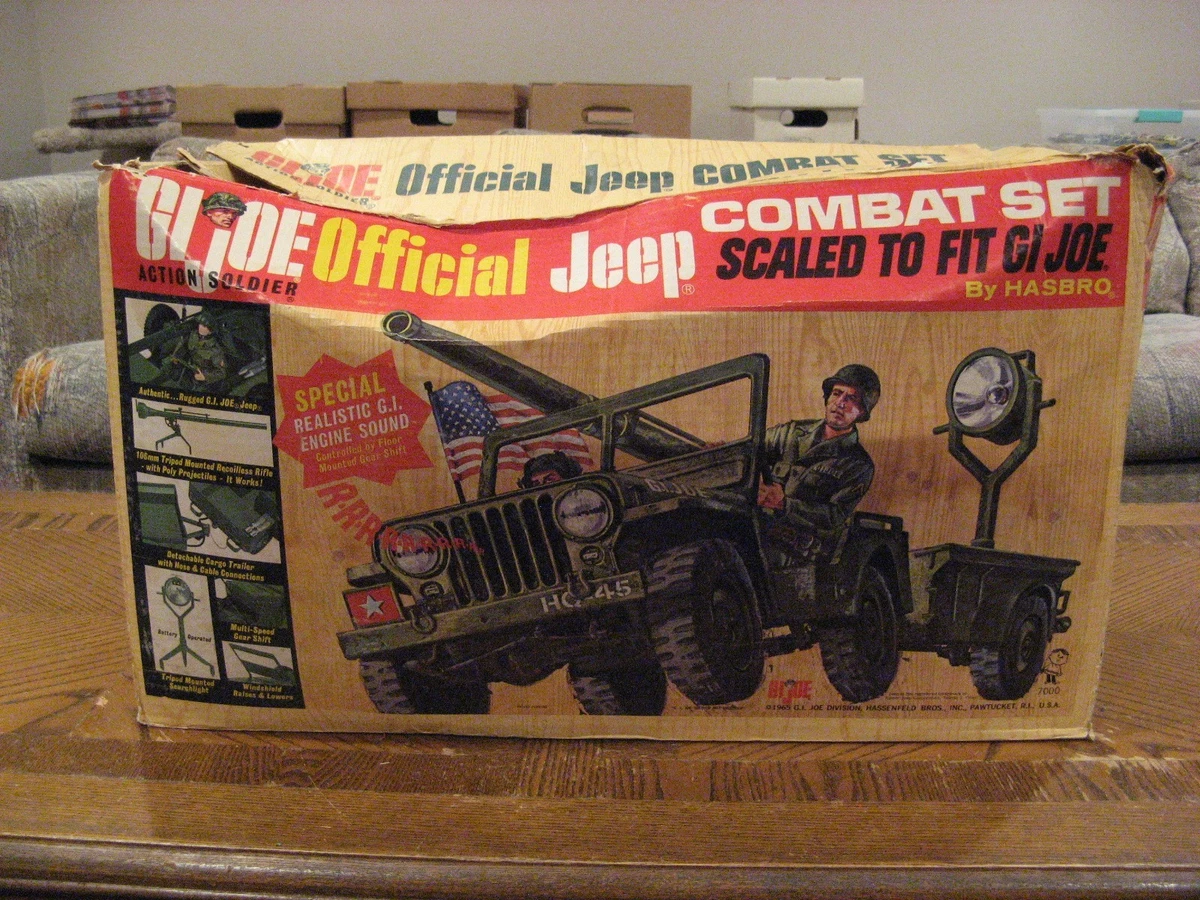 GI JOE
Official Jeep COMBAT SET
GI JOE
ACTION SOLDIER®
Official Jeep®
COMBAT SET
SCALED TO FIT GI JOE®
By HASBRO®
Authentic...Rugged G.I. JOE® Jeep®
106mm Tripod Mounted Recoilless Rifle
- with Poly Projectiles - It Works!
Detachable Cargo Trailer
with Hose & Cable Connections
Battery Operated
Tripod Mounted
Searchlight
Multi-Speed
Gear Shift
Windshield
Raises & Lowers
SPECIAL
REALISTIC G.I.
ENGINE SOUND-
Controlled by Floor
Mounted Gear Shift
R-R-R-R-R-R-R-R-R-R...
GI JOE
HQ 45
7000
GI JOE
©1965 G.I. JOE DIVISION, HASSENFELD BROS., INC., PAWTUCKET, R.I., U.S.A.